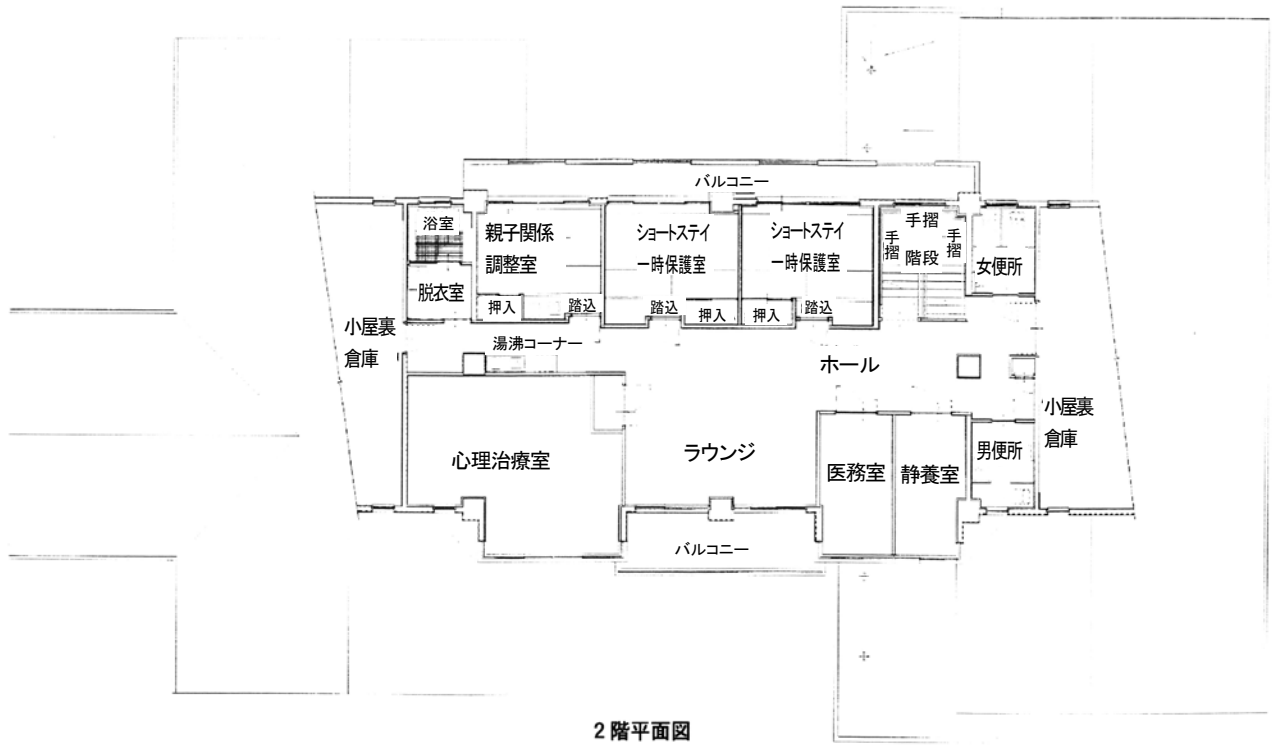 バルコニー
浴室
脱衣室
親子関係
調整室
押入
踏込
ショートステイ
一時保護室
踏込
押入
ショートステイ
一時保護室
押入
踏込
手摺
手摺
手摺
階段
女便所
小屋裏
倉庫
湯沸コーナー
ホール
小屋裏
倉庫
心理治療室
ラウンジ
医務室
静養室
男便所
バルコニー
2階平面図